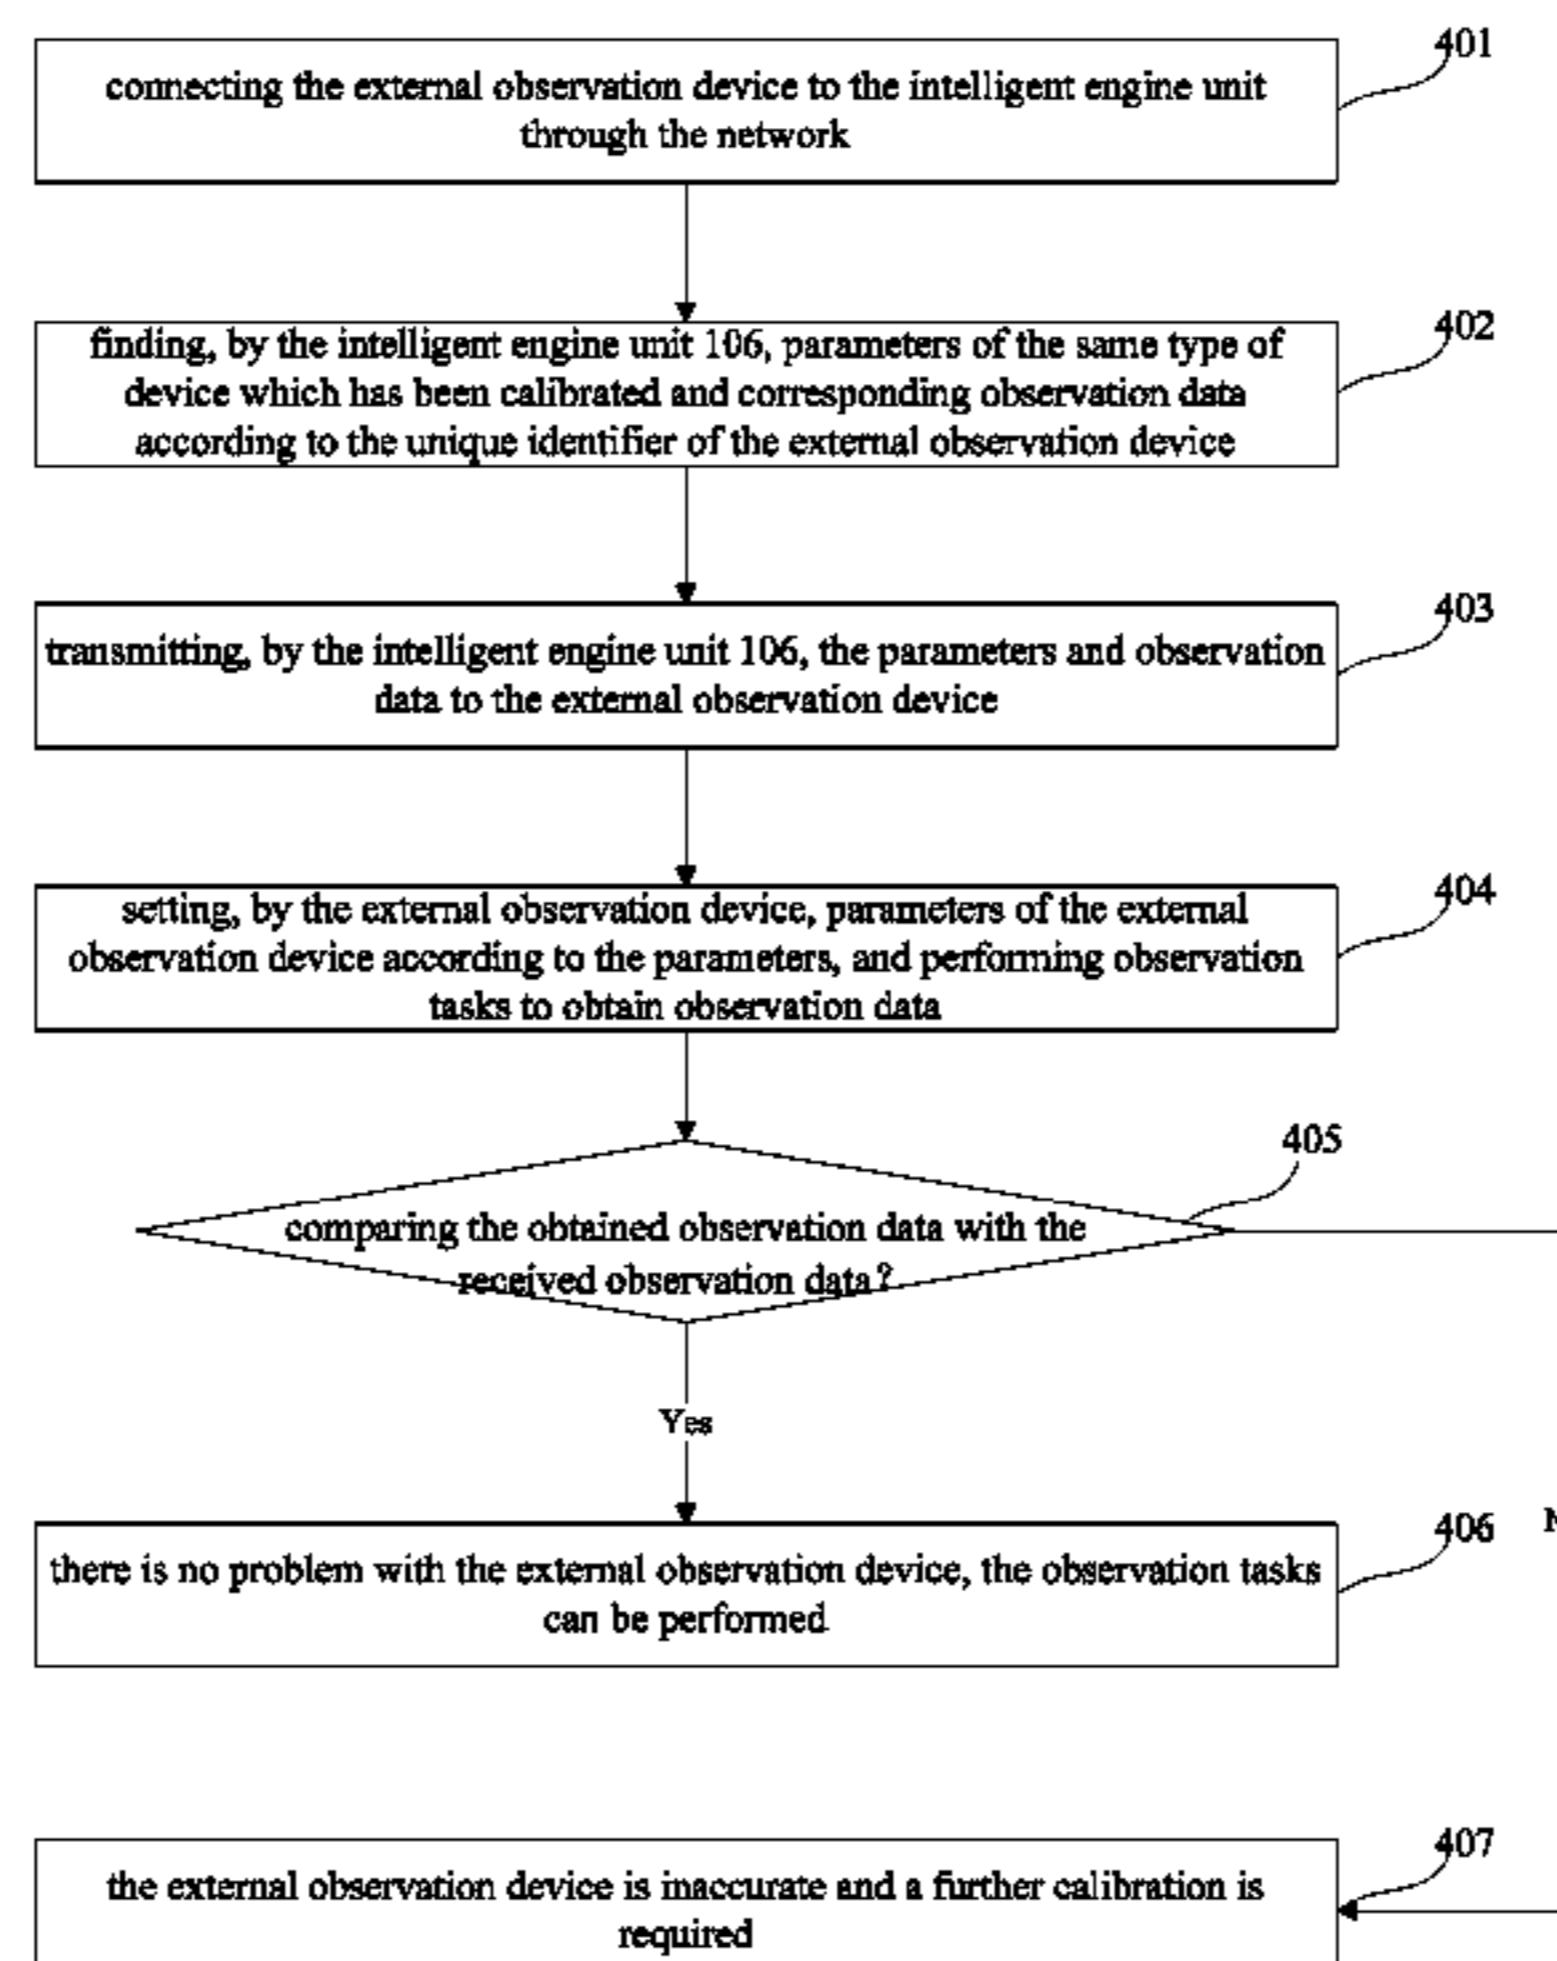 401
connecting the external observation device to the intelligent engine unit
through the network
402
finding, by the intelligent engine unit 106, parameters of the same type of
device which has been calibrated and corresponding observation data
according to the unique identifier of the external observation device
403
transmitting, by the intelligent engine unit 106, the parameters and observation
data to the external observation device
404
setting, by the external observation device, parameters of the external
observation device according to the parameters, and performing observation
tasks to obtain observation data
405
comparing the obtained observation data with the
received observation data?
Yes
406
there is no problem with the external observation device, the observation tasks
can be performed
407
the external observation device is inaccurate and a further calibration is
required